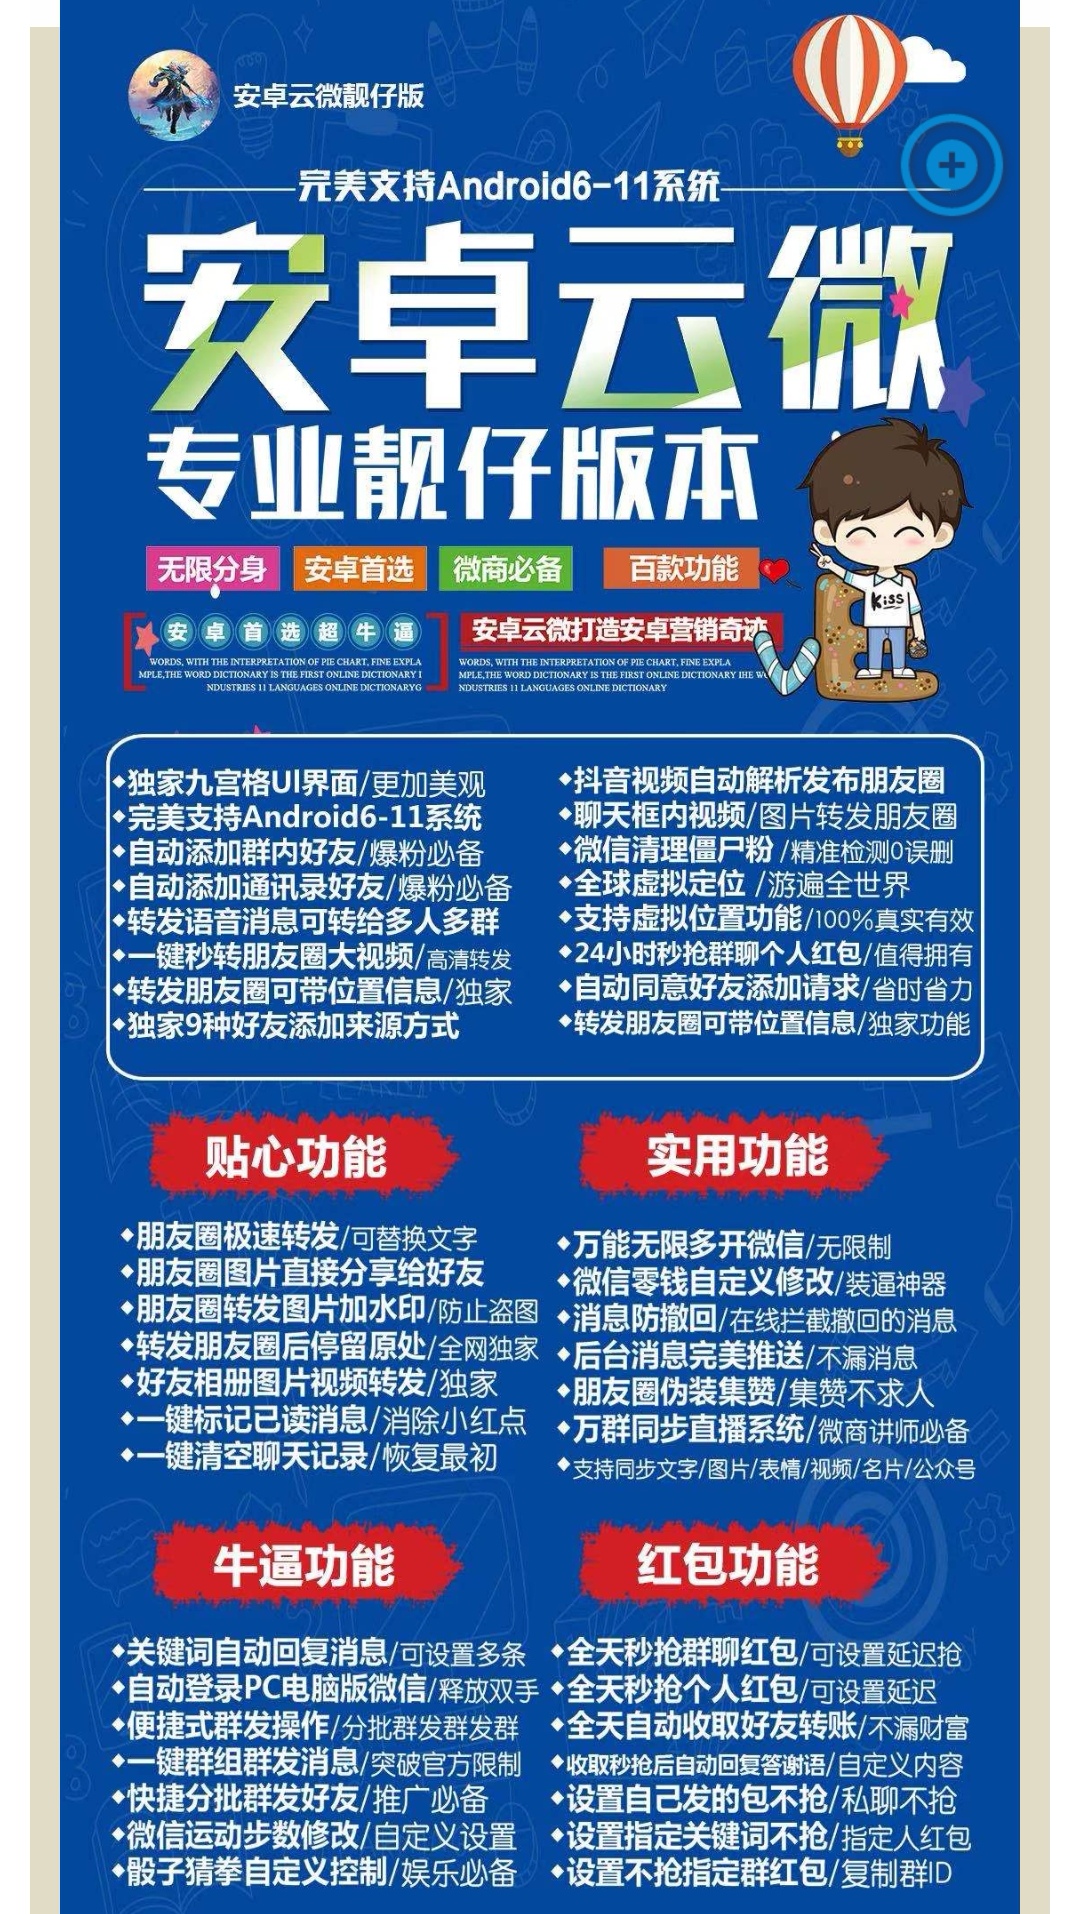 安卓云微靓仔版
完美支持Android6-11系统
安卓云微
专业靓仔版本
无限分身 安卓首选 微商必备 百款功能
安卓首选超牛逼
WORDS, WITH THE INTERPRETATION OF PIE CHART, FINE EXPLA
MPLE,THE WORD DICTIONARY IS THE FIRST ONLINE DICTIONARY I
NDUSTRIES 11 LANGUAGES ONLINE DICTIONARYG
安卓云微打造安卓营销奇迹
WORDS, WITH THE INTERPRETATION OF PIE CHART, FINE EXPLA
MPLE,THE WORD DICTIONARY IS THE FIRST ONLINE DICTIONARY IHE
NDUSTRIES 11 LANGUAGES ONLINE DICTIONARY
KiSS
◆独家九宫格UI界面/更加美观
◆完美支持Android6-11系统
◆自动添加群内好友/爆粉必备
◆自动添加通讯录好友/爆粉必备
◆转发语音消息可转给多人多群
◆一键秒转朋友圈大视频/高清转发
◆转发朋友圈可带位置信息/独家
◆独家9种好友添加来源方式
◆抖音视频自动解析发布朋友圈
◆聊天框内视频/图片转发朋友圈
◆微信清理僵尸粉 /精准检测0误删
◆全球虚拟定位 /游遍全世界
◆支持虚拟位置功能/100%真实有效
◆24小时秒抢群聊个人红包/值得拥有
◆自动同意好友添加请求/省时省力
◆转发朋友圈可带位置信息/独家功能
贴心功能
◆朋友圈极速转发/可替换文字
◆朋友圈图片直接分享给好友
◆朋友圈转发图片加水印/防止盗图
◆转发朋友圈后停留原处/全网独家
◆好友相册图片视频转发/独家
◆一键标记已读消息/消除小红点
◆一键清空聊天记录/恢复最初
实用功能
◆万能无限多开微信/无限制
◆微信零钱自定义修改/装逼神器
◆消息防撤回/在线拦截撤回的消息
◆后台消息完美推送/不漏消息
◆朋友圈伪装集赞/集赞不求人
◆万群同步直播系统/微商讲师必备
◆支持同步文字/图片/表情/视频/名片/公众号
牛逼功能
◆关键词自动回复消息/可设置多条
◆自动登录PC电脑版微信/释放双手
◆便捷式群发操作/分批群发群发群
◆一键群组群发消息/突破官方限制
◆快捷分批群发好友/推广必备
◆微信运动步数修改/自定义设置
◆骰子猜拳自定义控制/娱乐必备
红包功能
◆全天秒抢群聊红包/可设置延迟抢
◆全天秒抢个人红包/可设置延迟
◆全天自动收取好友转账/不漏财富
◆收取秒抢后自动回复答谢语/自定义内容
◆设置自己发的包不抢/私聊不抢
◆设置指定关键词不抢/指定人红包
◆设置不抢指定群红包/复制群ID